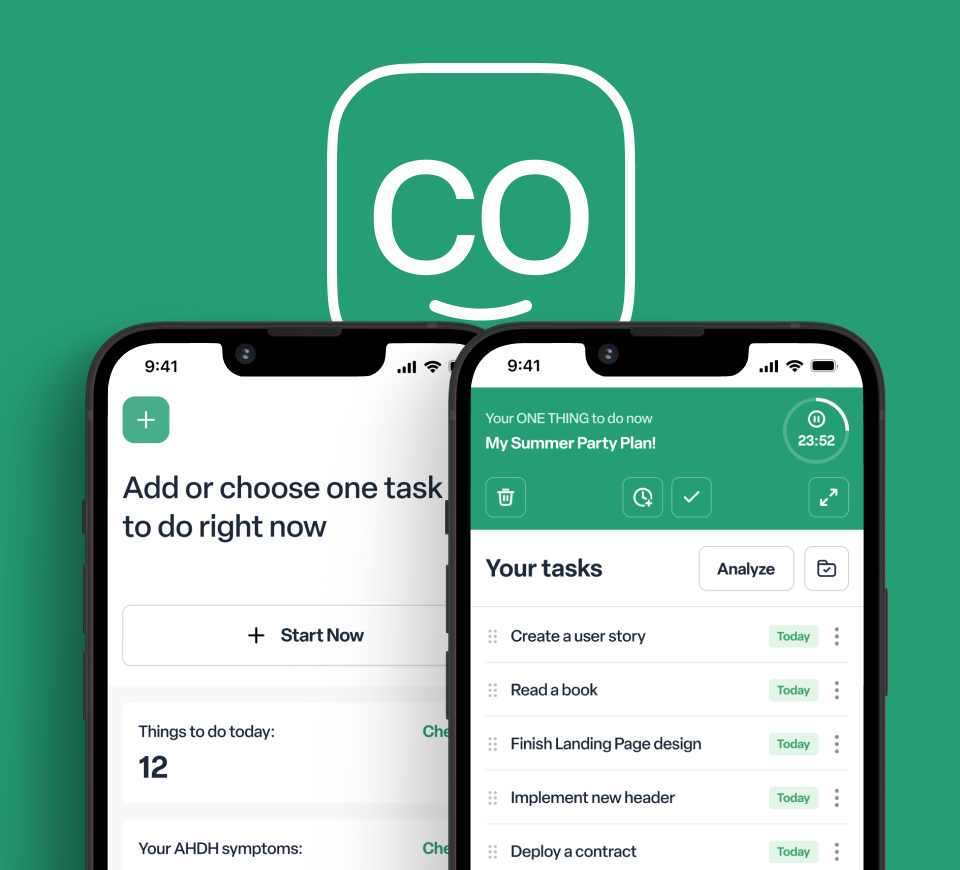 CO
9:41
Add or choose one task
to do right now
Start Now
Things to do today:
12
Your AHDH symptoms:
9:41
Your ONE THING to do now
My Summer Party Plan!
23:52
Your tasks
Analyze
Create a user story
Today
Read a book
Today
Finish Landing Page design
Today
Implement new header
Today
Deploy a contract
Today